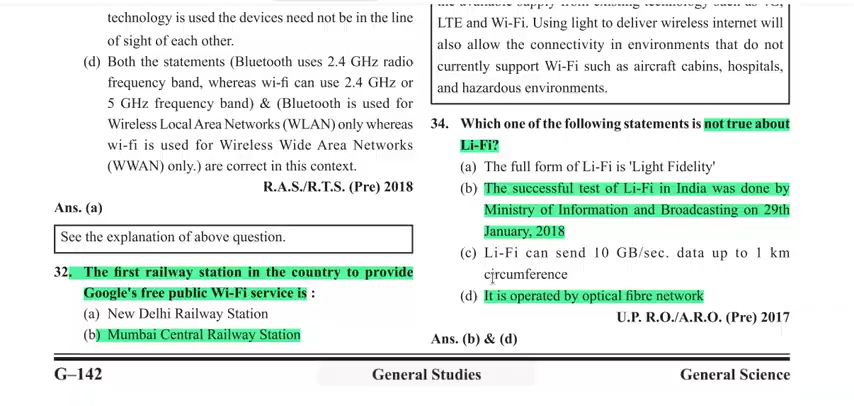 technology is used the devices need not be in the line
of sight of each other.
(d) Both the statements (Bluetooth uses 2.4 GHz radio
frequency band, whereas wi-fi can use 2.4 GHz or
5 GHz frequency band) & (Bluetooth is used for
Wireless Local Area Networks (WLAN) only whereas
wi-fi is used for Wireless Wide Area Networks
(WWAN) only.) are correct in this context.
R.A.S./R.T.S. (Pre) 2018
Ans. (a)
See the explanation of above question.
32. The first railway station in the country to provide
Google's free public Wi-Fi service is :
(a) New Delhi Railway Station
(b) Mumbai Central Railway Station
LTE and Wi-Fi. Using light to deliver wireless internet will
also allow the connectivity in environments that do not
currently support Wi-Fi such as aircraft cabins, hospitals,
and hazardous environments.
34. Which one of the following statements is not true about
Li-Fi?
(a) The full form of Li-Fi is 'Light Fidelity'
(b) The successful test of Li-Fi in India was done by
Ministry of Information and Broadcasting on 29th
January, 2018
(c) Li-Fi can send 10 GB/sec. data up to 1 km
circumference
(d) It is operated by optical fibre network
U.P. R.O./A.R.O. (Pre) 2017
Ans. (b) & (d)
G–142
General Studies
General Science